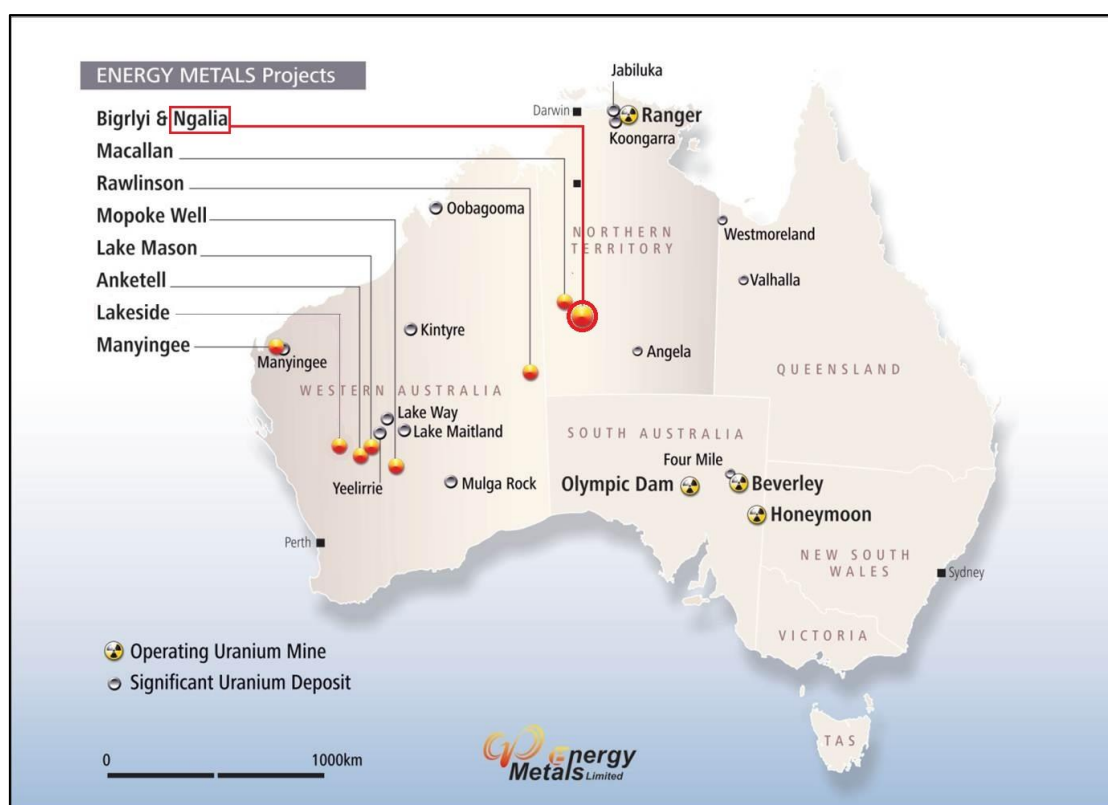 ENERGY METALS Projects
Bigrlyi & Ngalia
Macallan
Rawlinson
Mopoke Well
Lake Mason
Anketell
Lakeside
Manyingee
Jabiluka
Darwin
Ranger
Koongarra
Oobagooma
NORTHERN
TERRITORY
Westmoreland
Valhalla
Kintyre
Manyingee
Angela
WESTERN AUSTRALIA
QUEENSLAND
Lake Way
Lake Maitland
SOUTH AUSTRALIA
Yeelirrie
Mulga Rock
Four Mile
Olympic Dam
Beverley
Honeymoon
Perth
NEW SOUTH
WALES
Sydney
VICTORIA
TAS
Operating Uranium Mine
Significant Uranium Deposit
0 1000km
Energy
Metals Limited